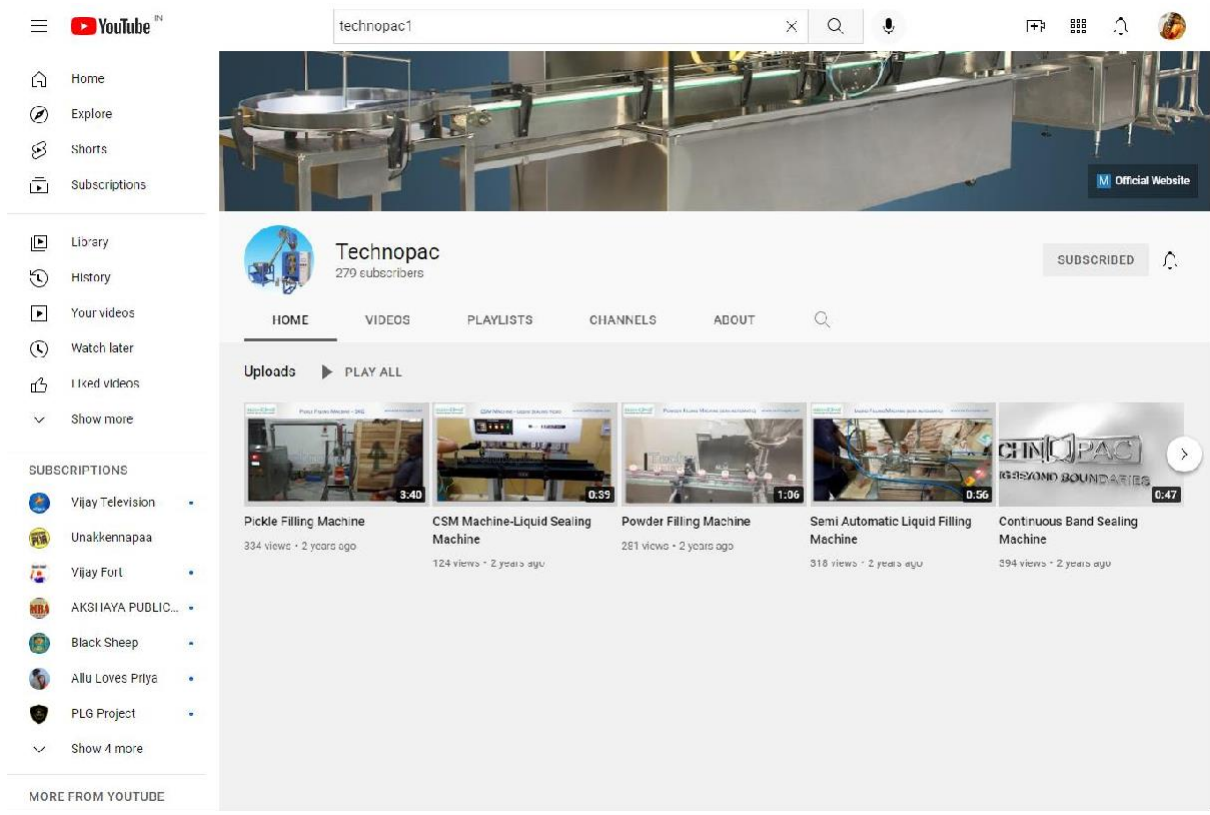 YouTube IN
technopac1
Home
Explore
Shorts
Subscriptions
Library
History
Your videos
Watch later
Liked videos
Show more
SUBSCRIPTIONS
Vijay Television
Unakkennapaa
Vijay Fort
AKSHAYA PUBLIC...
Black Sheep
Allu Loves Priya
PLG Project
Show 4 more
MORE FROM YOUTUBE
M Official Website
Technopac
279 subscribers
SUBSCRIBED
HOME VIDEOS PLAYLISTS CHANNELS ABOUT
Uploads PLAY ALL
3:40
Pickle Filling Machine
334 views • 2 years ago
0:39
CSM Machine-Liquid Sealing
Machine
124 views • 2 years ago
1:06
Powder Filling Machine
281 views • 2 years ago
0:56
Semi Automatic Liquid Filling
Machine
318 views • 2 years ago
CHNOPAC
BEYOND BOUNDARIES
0:47
Continuous Band Sealing
Machine
394 views • 2 years ago